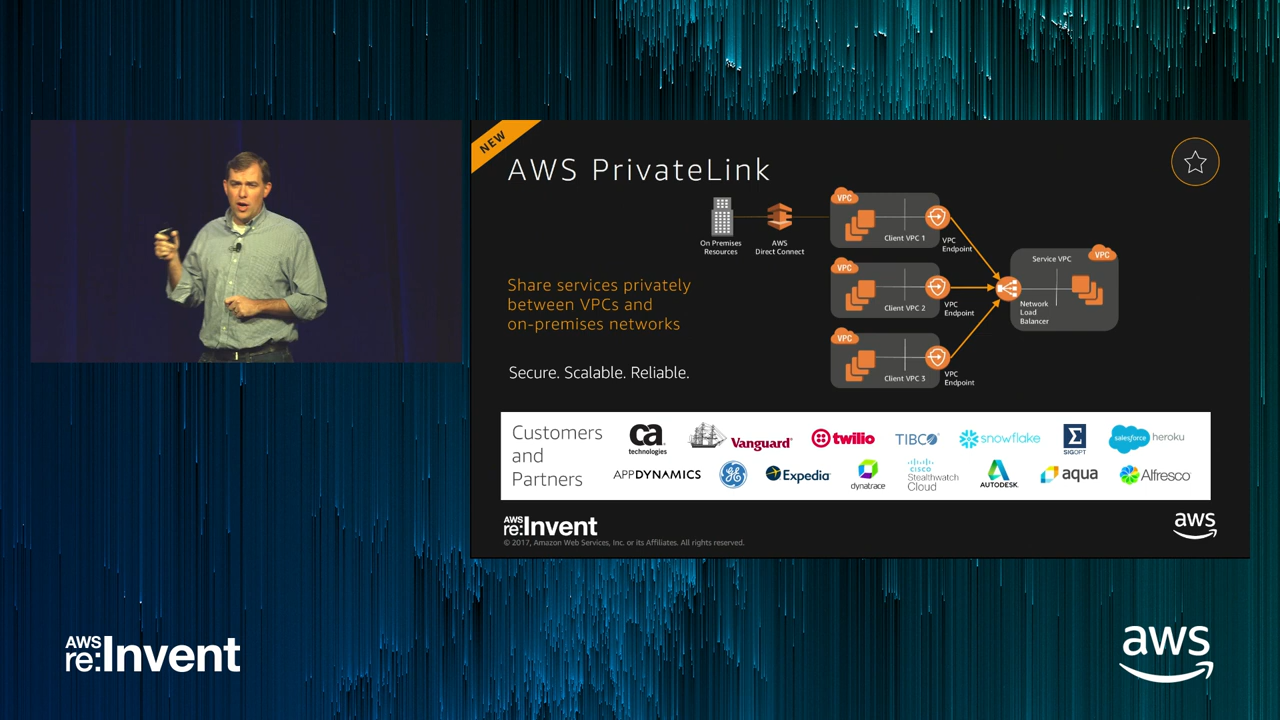 NEW
AWS PrivateLink
On Premises
Resources
AWS
Direct Connect
VPC
Client VPC 1
VPC
Endpoint
VPC
Client VPC 2
VPC
Endpoint
VPC
Client VPC 3
VPC
Endpoint
Service VPC
VPC
Network
Load
Balancer
Share services privately
between VPCs and
on-premises networks
Secure. Scalable. Reliable.
Customers
and
Partners
ca
technologies
Vanguard®
twilio
TIBCO
snowflake
SIGOPT
salesforce heroku
APPDYNAMICS
GE
Expedia
dynatrace
CISCO
Stealthwatch
Cloud
AUTODESK
aqua
Alfresco
AWS
re:Invent
© 2017, Amazon Web Services, Inc. or its Affiliates. All rights reserved.
aws
AWS
re:Invent
aws